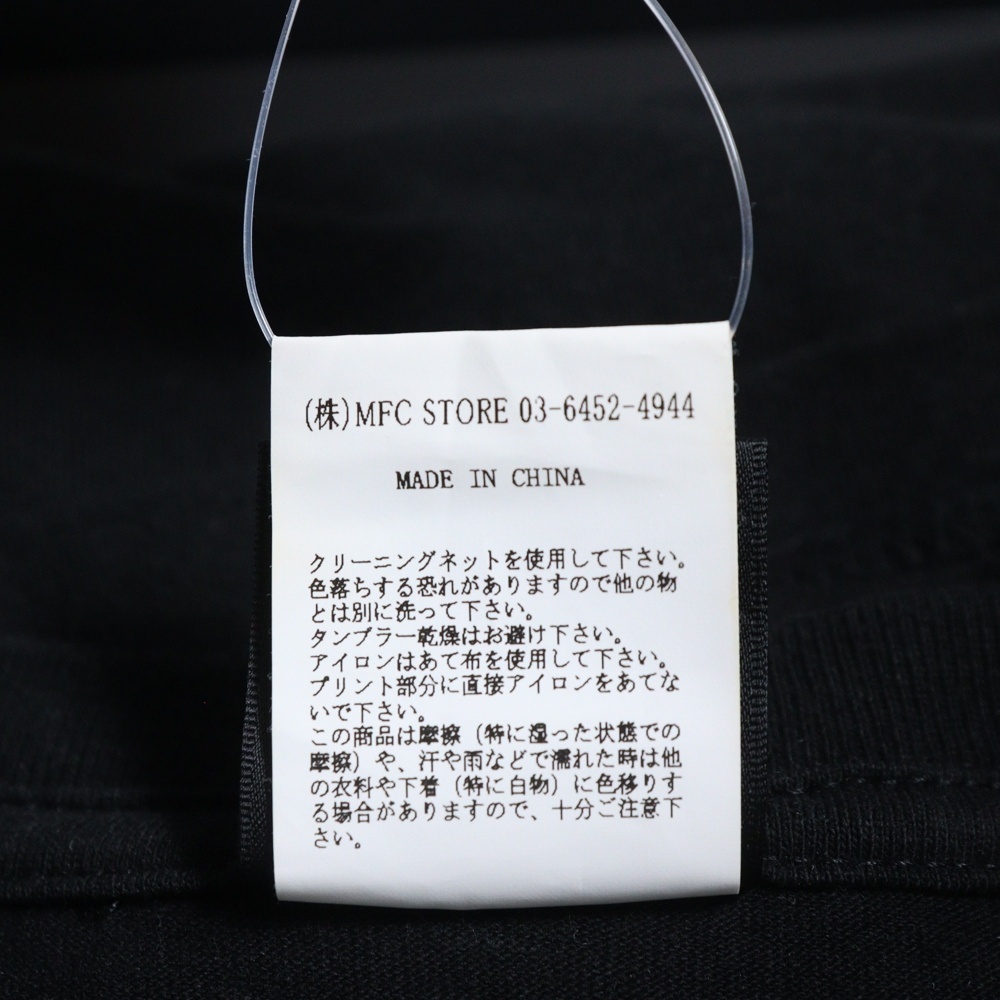 (株)MFC STORE 03-6452-4944
MADE IN CHINA
クリーニングネットを使用して下さい。
色落ちする恐れがありますので他の物
とは別に洗って下さい。
タンブラー乾燥はお避け下さい。
アイロンはあて布を使用して下さい。
プリント部分に直接アイロンをあてな
いで下さい。
この商品は摩擦（特に湿った状態での
摩擦）や、汗や雨などで濡れた時は他
の衣料や下着（特に白物）に色移りす
る場合がありますので、十分ご注意下
さい。